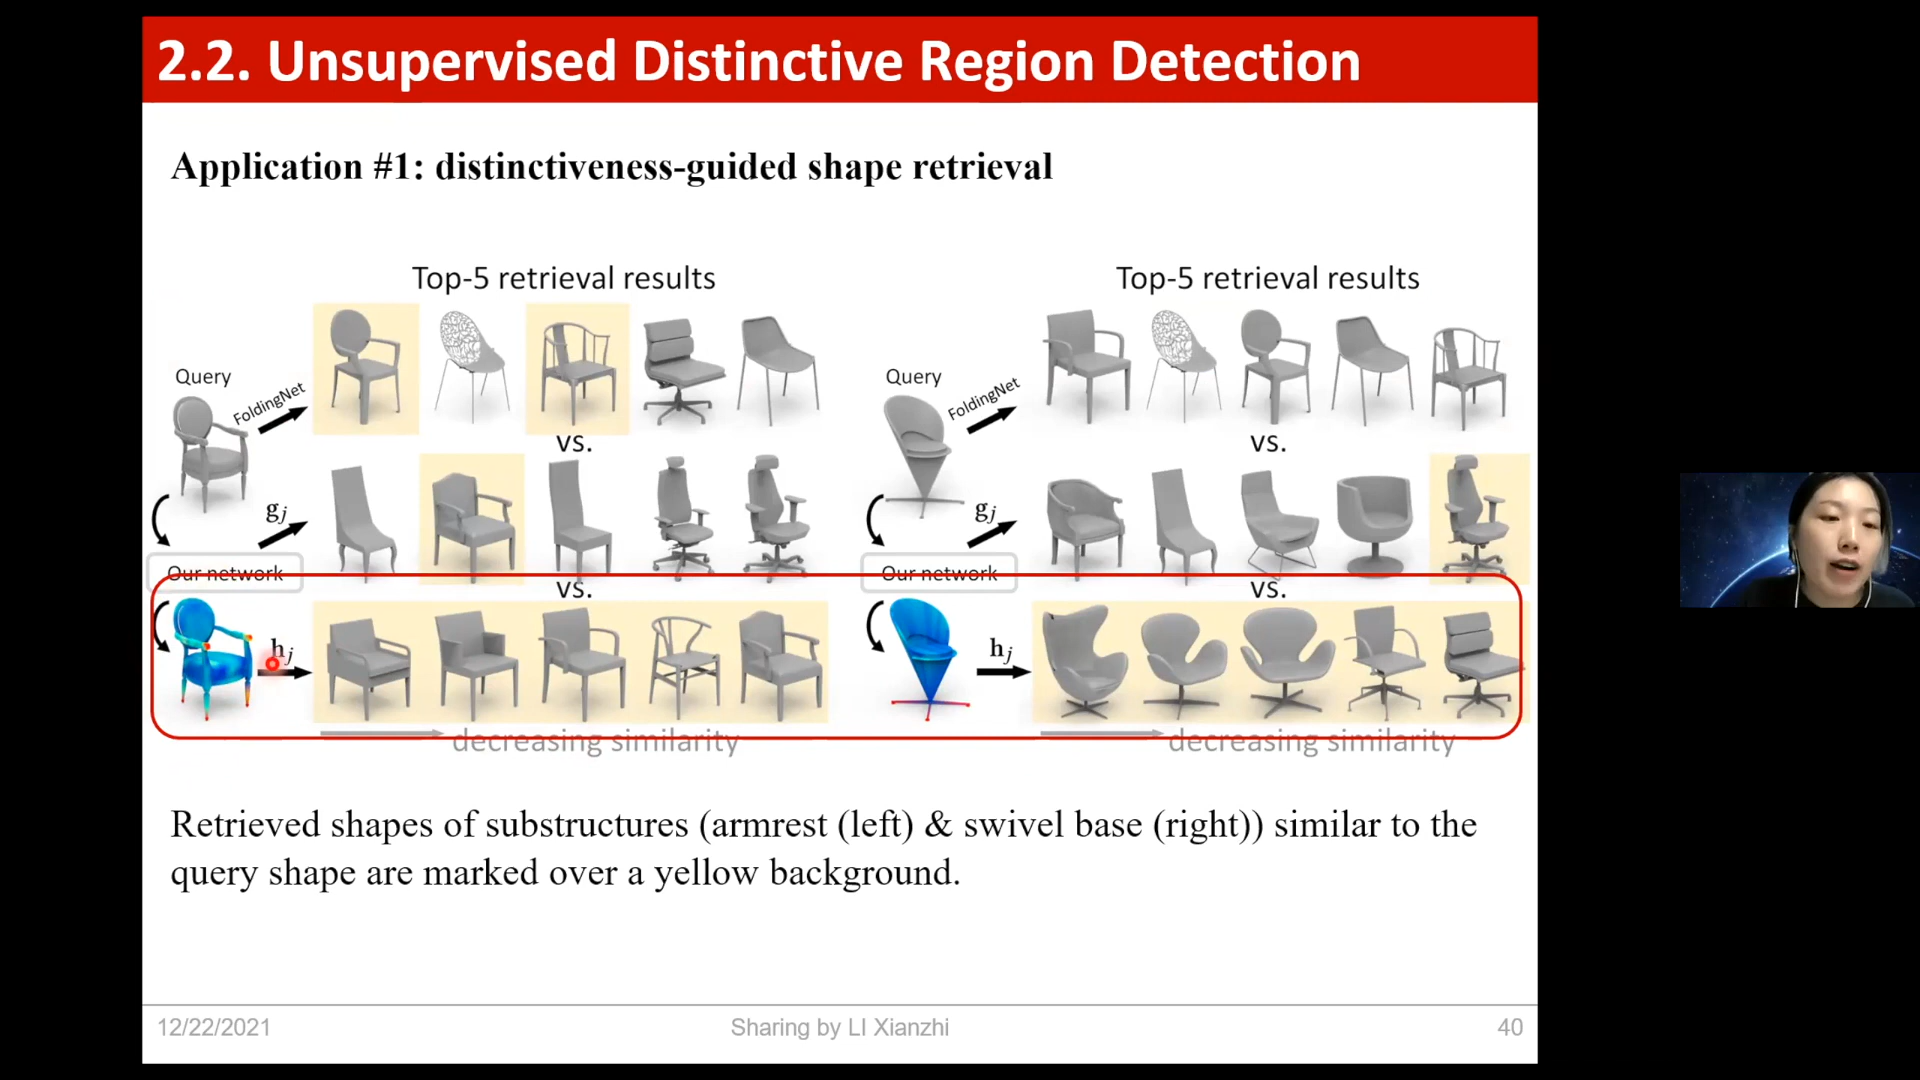 2.2. Unsupervised Distinctive Region Detection
Application #1: distinctiveness-guided shape retrieval
Top-5 retrieval results
Query
FoldingNet
vs.
gj
Our network
vs.
hj
decreasing similarity
Top-5 retrieval results
Query
FoldingNet
vs.
gj
Our network
vs.
hj
decreasing similarity
Retrieved shapes of substructures (armrest (left) & swivel base (right)) similar to the
query shape are marked over a yellow background.
12/22/2021
Sharing by LI Xianzhi
40